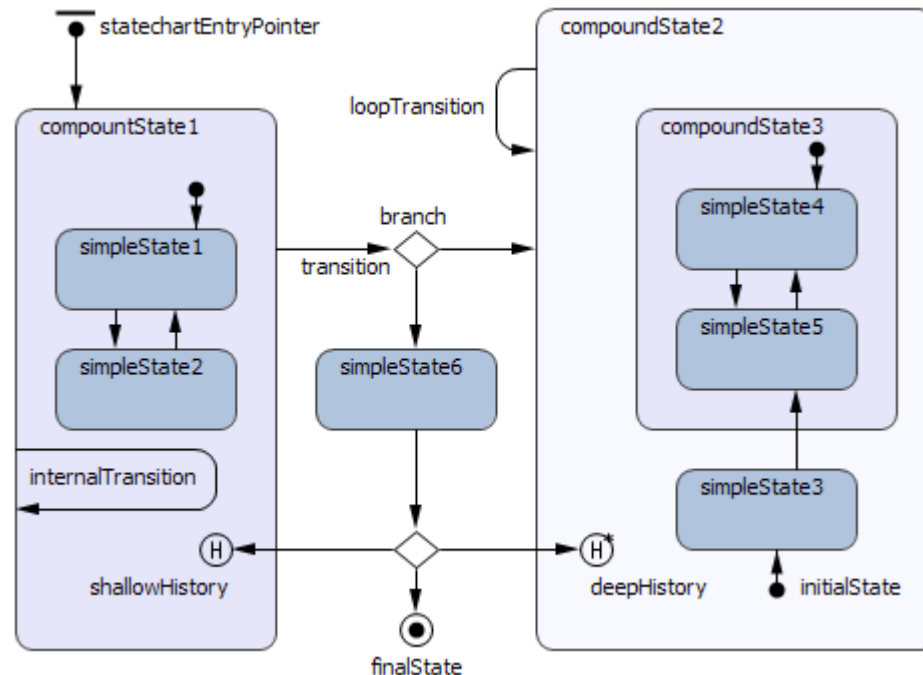 statechartEntryPointer
compoundState2
loopTransition
compountState1
compoundState3
simpleState4
simpleState1
branch
transition
simpleState5
simpleState2
simpleState6
internalTransition
simpleState3
H
H*
shallowHistory
deepHistory
initialState
finalState